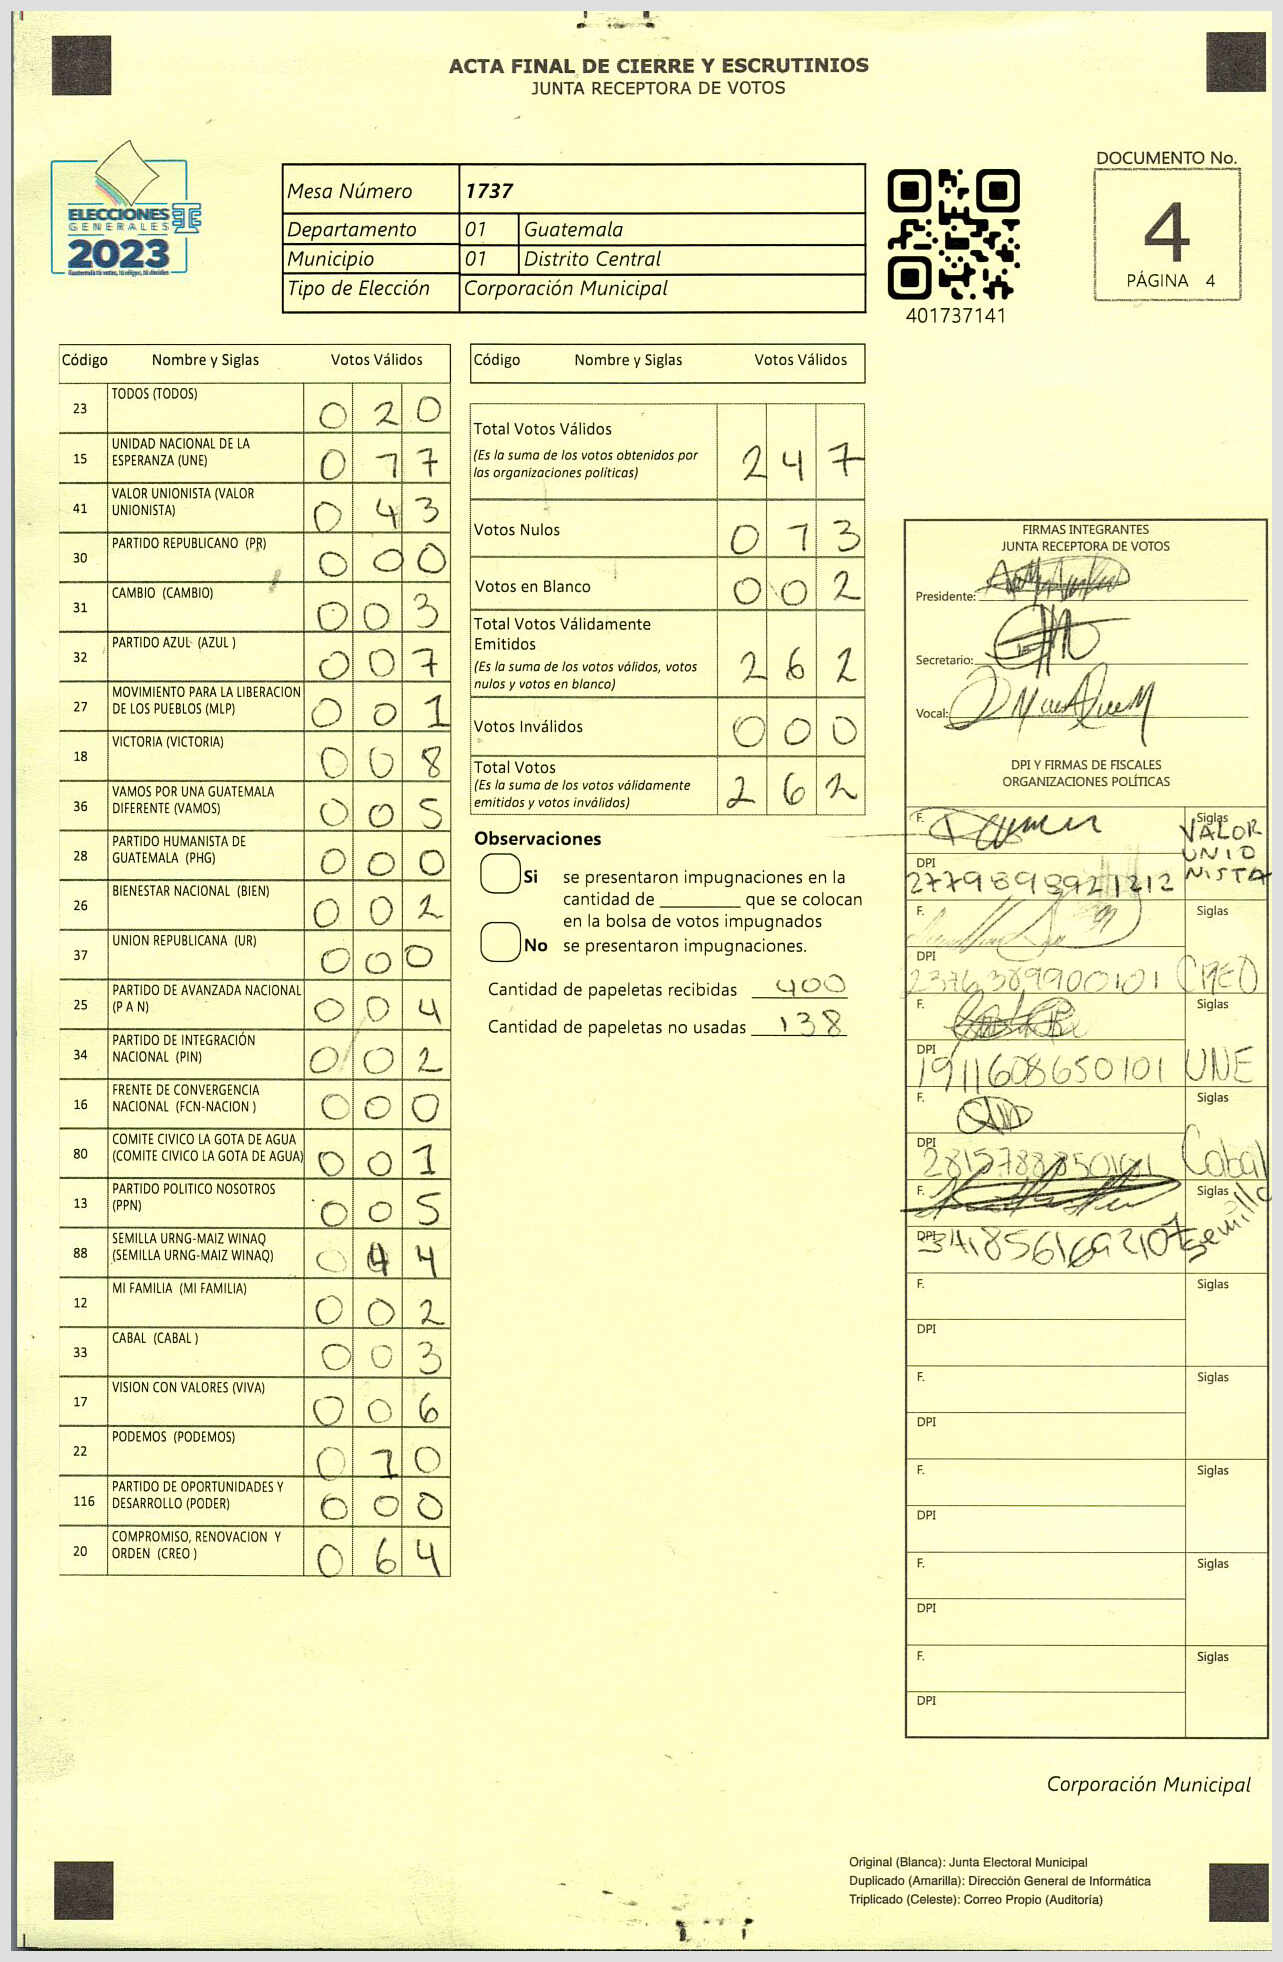 ACTA FINAL DE CIERRE Y ESCRUTINIOS
JUNTA RECEPTORA DE VOTOS
ELECCIONES
GENERALES
2023
Mesa Número 1737
Departamento 01 Guatemala
Municipio 01 Distrito Central
Tipo de Elección Corporación Municipal
401737141
DOCUMENTO No.
4
PÁGINA 4
Código Nombre y Siglas Votos Válidos
23 TODOS (TODOS) 0 2 0
15 UNIDAD NACIONAL DE LA
ESPERANZA (UNE) 0 1 7
41 VALOR UNIONISTA (VALOR
UNIONISTA) 0 4 3
30 PARTIDO REPUBLICANO (PR) 0 0 0
31 CAMBIO (CAMBIO) 0 0 3
32 PARTIDO AZUL (AZUL ) 0 0 7
27 MOVIMIENTO PARA LA LIBERACION
DE LOS PUEBLOS (MLP) 0 0 1
18 VICTORIA (VICTORIA) 0 0 8
36 VAMOS POR UNA GUATEMALA
DIFERENTE (VAMOS) 0 0 5
28 PARTIDO HUMANISTA DE
GUATEMALA (PHG) 0 0 0
26 BIENESTAR NACIONAL (BIEN) 0 0 2
37 UNION REPUBLICANA (UR) 0 0 0
25 PARTIDO DE AVANZADA NACIONAL
(P A N) 0 0 4
34 PARTIDO DE INTEGRACIÓN
NACIONAL (PIN) 0 0 2
16 FRENTE DE CONVERGENCIA
NACIONAL (FCN-NACION ) 0 0 0
80 COMITE CIVICO LA GOTA DE AGUA
(COMITE CIVICO LA GOTA DE AGUA) 0 0 1
13 PARTIDO POLITICO NOSOTROS
(PPN) 0 0 5
88 SEMILLA URNG-MAIZ WINAQ
(SEMILLA URNG-MAIZ WINAQ) 0 4 4
12 MI FAMILIA (MI FAMILIA) 0 0 2
33 CABAL (CABAL ) 0 0 3
17 VISION CON VALORES (VIVA) 0 0 6
22 PODEMOS (PODEMOS) 0 1 0
116 PARTIDO DE OPORTUNIDADES Y
DESARROLLO (PODER) 0 0 0
20 COMPROMISO, RENOVACION Y
ORDEN (CREO ) 0 6 4
Código Nombre y Siglas Votos Válidos
Total Votos Válidos
(Es la suma de los votos obtenidos por
las organizaciones políticas) 2 4 7
Votos Nulos 0 1 3
Votos en Blanco 0 0 2
Total Votos Válidamente
Emitidos
(Es la suma de los votos válidos, votos
nulos y votos en blanco) 2 6 2
Votos Inválidos 0 0 0
Total Votos
(Es la suma de los votos válidamente
emitidos y votos inválidos) 2 6 2
Observaciones
Si se presentaron impugnaciones en la
cantidad de ________ que se colocan
en la bolsa de votos impugnados
No se presentaron impugnaciones.
Cantidad de papeletas recibidas 400
Cantidad de papeletas no usadas 138
FIRMAS INTEGRANTES
JUNTA RECEPTORA DE VOTOS
Presidente:
Secretario:
Vocal:
DPI Y FIRMAS DE FISCALES
ORGANIZACIONES POLÍTICAS
F. Siglas
VALOR
UNIO
NISTA
DPI
F. Siglas
DPI 2376389900101 CREO
F. Siglas
DPI 1911608650101 UNE
F. Siglas
DPI Cabal
F. Siglas
DPI Semilla
F. Siglas
DPI
F. Siglas
DPI
F. Siglas
DPI
F. Siglas
DPI
F. Siglas
DPI
Corporación Municipal
Original (Blanca): Junta Electoral Municipal
Duplicado (Amarilla): Dirección General de Informática
Triplicado (Celeste): Correo Propio (Auditoría)